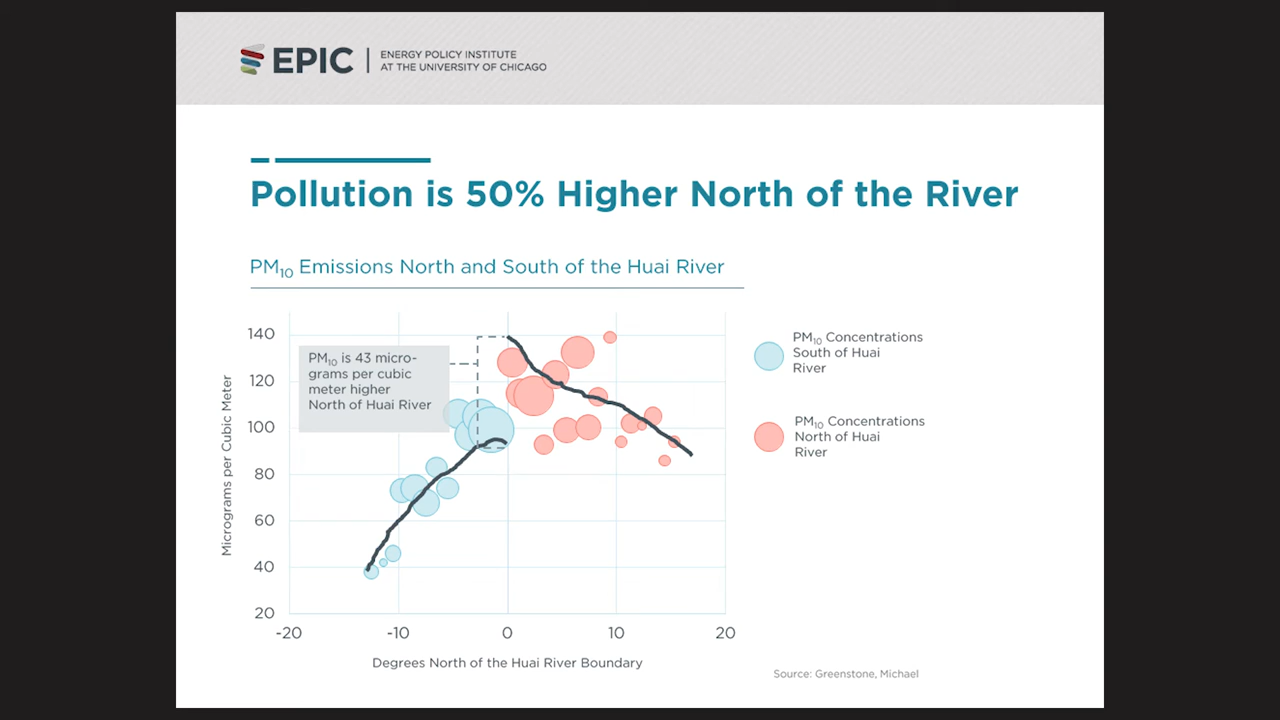 EPIC
ENERGY POLICY INSTITUTE
AT THE UNIVERSITY OF CHICAGO
Pollution is 50% Higher North of the River
PM10 Emissions North and South of the Huai River
Micrograms per Cubic Meter
140
120
100
80
60
40
20
PM10 is 43 micro-
grams per cubic
meter higher
North of Huai River
-20
-10
0
10
20
Degrees North of the Huai River Boundary
PM10 Concentrations
South of Huai
River
PM10 Concentrations
North of Huai
River
Source: Greenstone, Michael